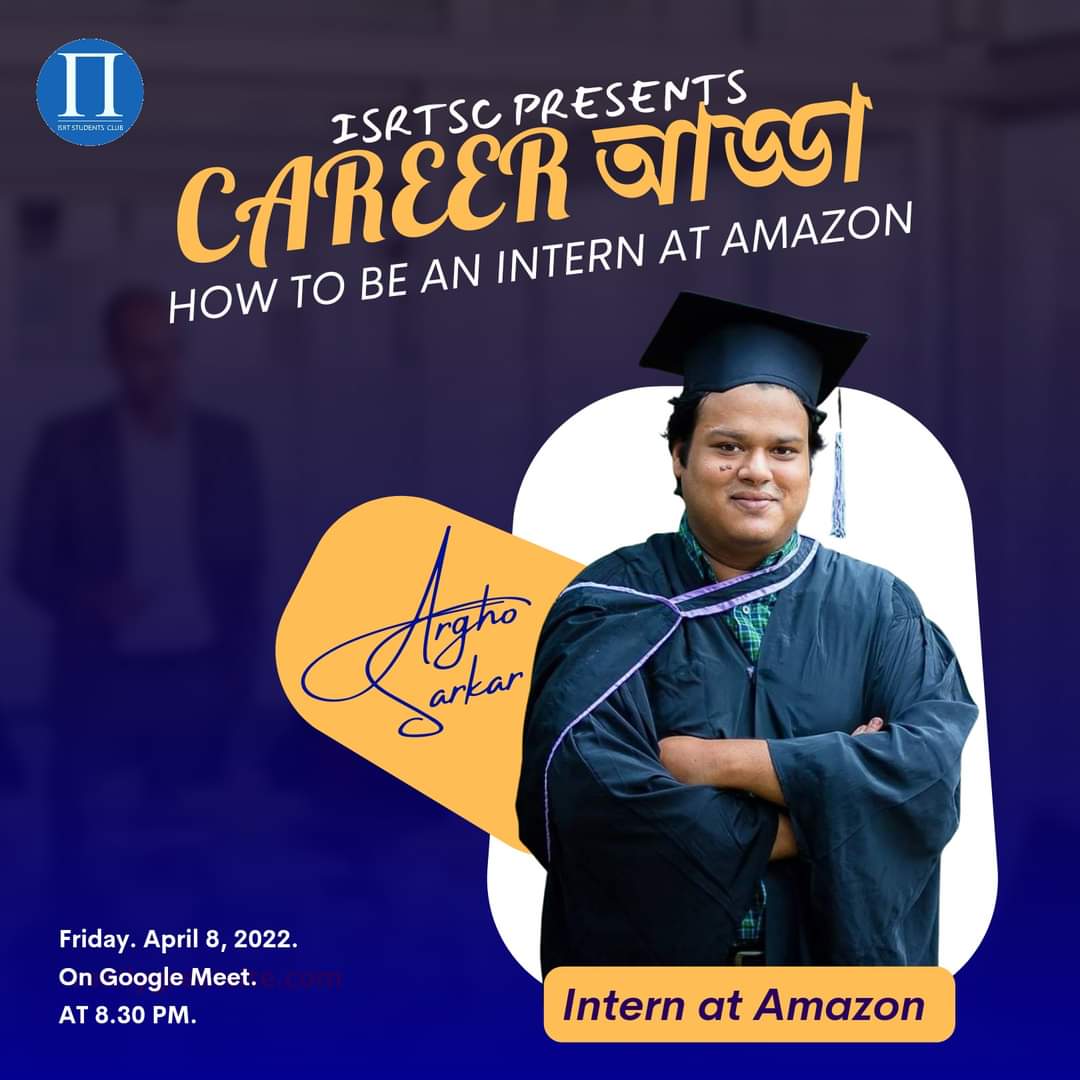 ISRT STUDENTS CLUB
ISRTSC PRESENTS
CAREER আড্ডা
HOW TO BE AN INTERN AT AMAZON
Argho
Sarkar
Friday. April 8, 2022.
On Google Meet.
AT 8.30 PM.
Intern at Amazon